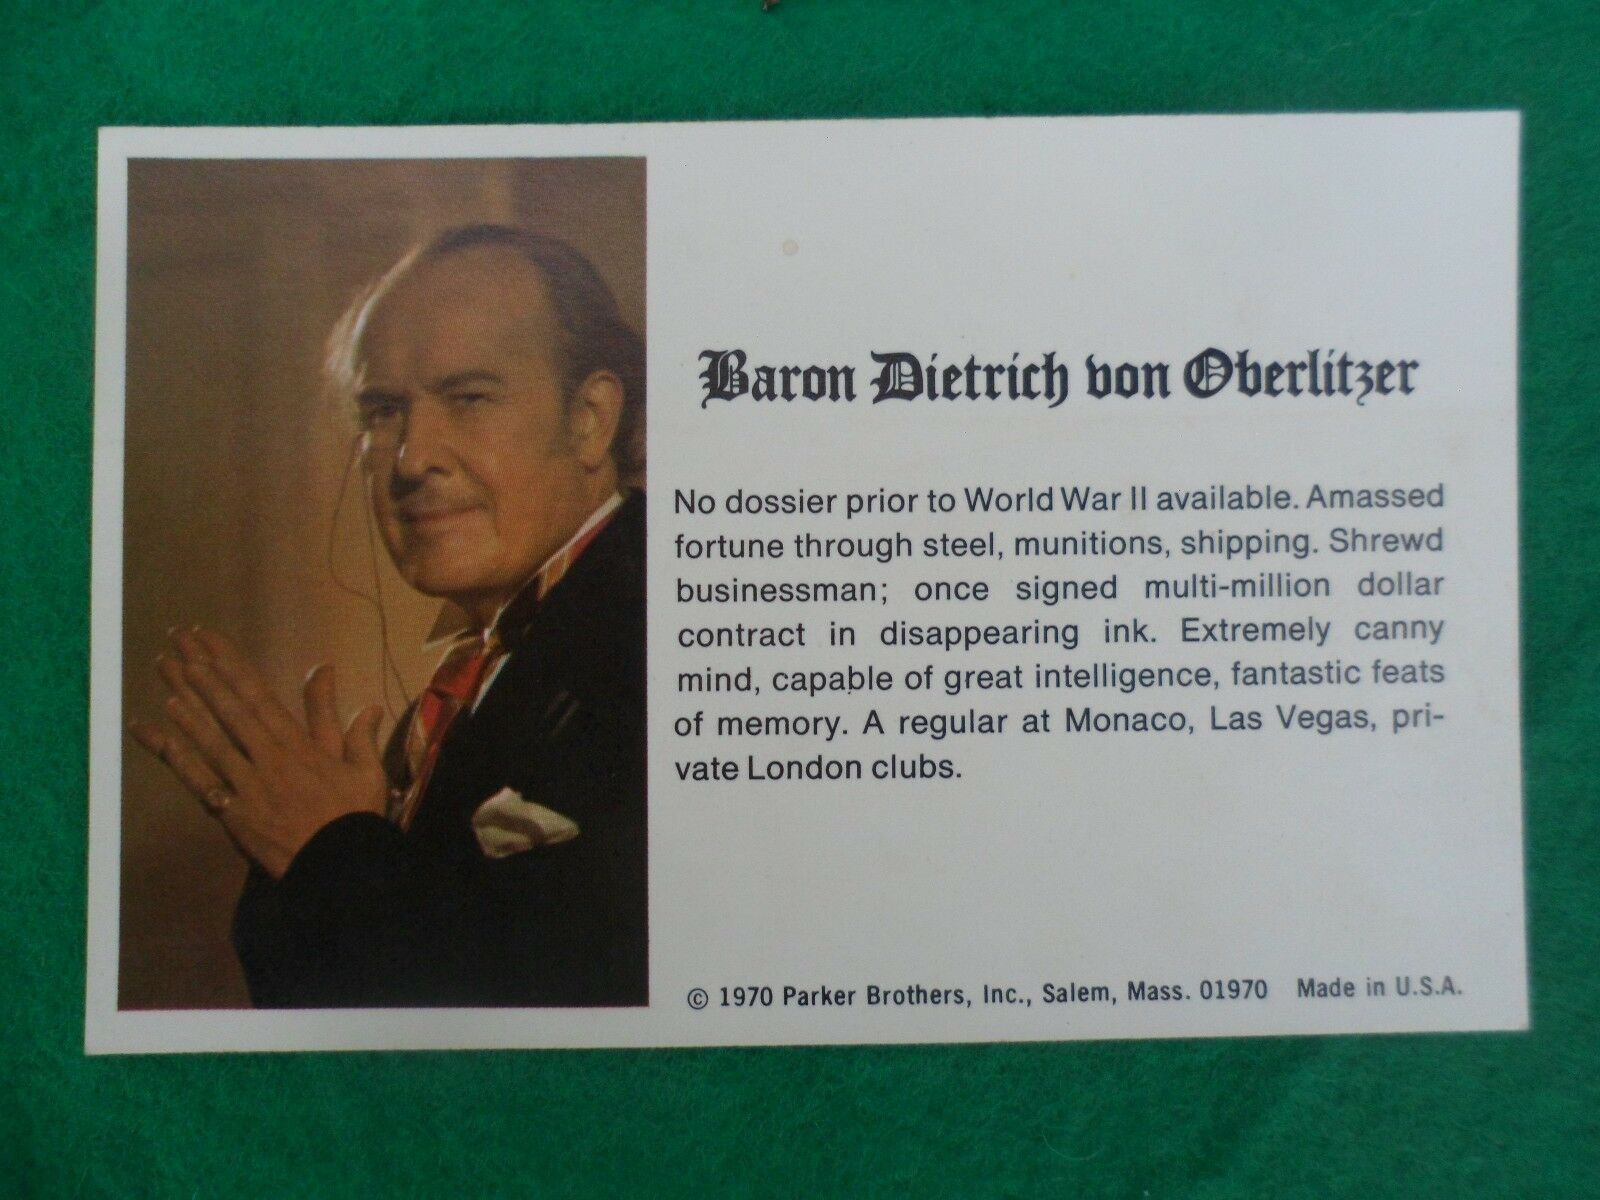 Baron Dietrich von Oberlitzer
No dossier prior to World War II available. Amassed
fortune through steel, munitions, shipping. Shrewd
businessman; once signed multi-million dollar
contract in disappearing ink. Extremely canny
mind, capable of great intelligence, fantastic feats
of memory. A regular at Monaco, Las Vegas, pri-
vate London clubs.
© 1970 Parker Brothers, Inc., Salem, Mass. 01970 Made in U.S.A.